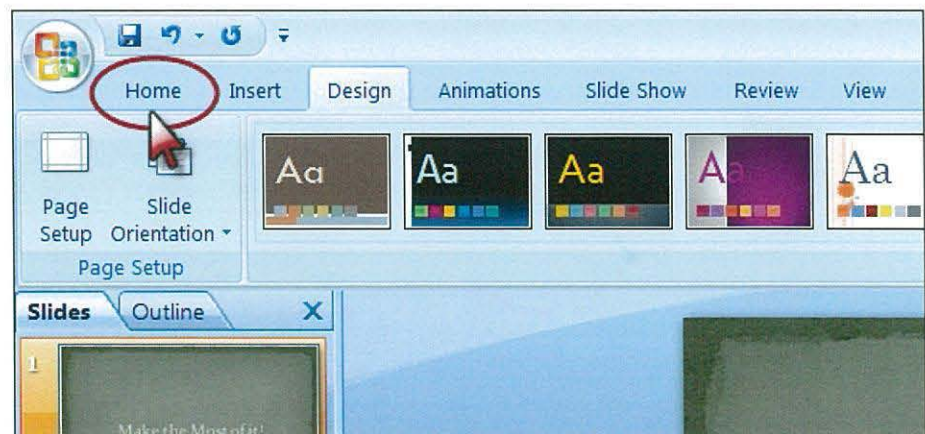 Home Insert Design Animations Slide Show Review View
Aa Aa Aa Aa Aa
Page Setup
Slide Orientation
Page Setup
Slides Outline X
1
Make the Most of it!